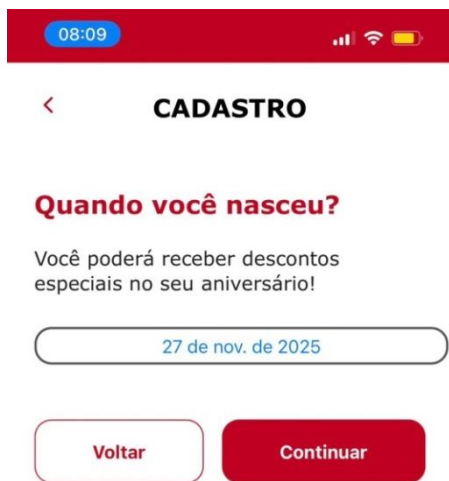 08:09
CADASTRO
Quando você nasceu?
Você poderá receber descontos
especiais no seu aniversário!
27 de nov. de 2025
Voltar
Continuar